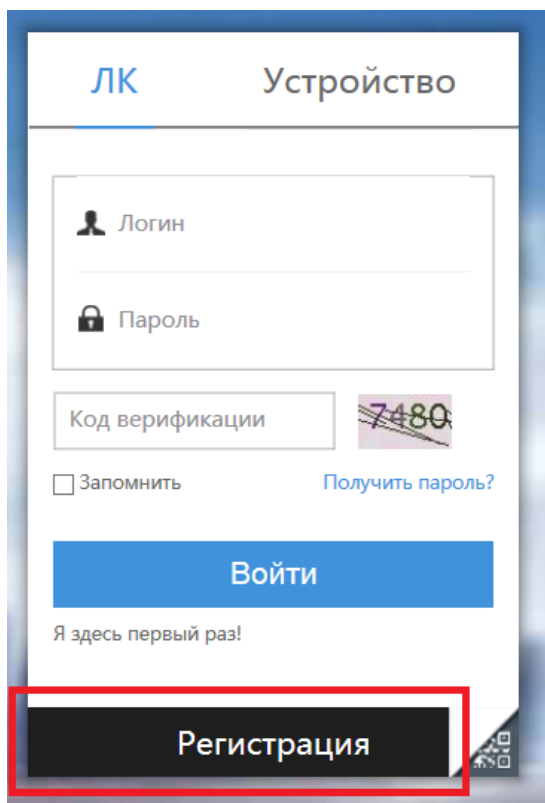 ЛК Устройство
Логин
Пароль
Код верификации 7480
Запомнить Получить пароль?
Войти
Я здесь первый раз!
Регистрация